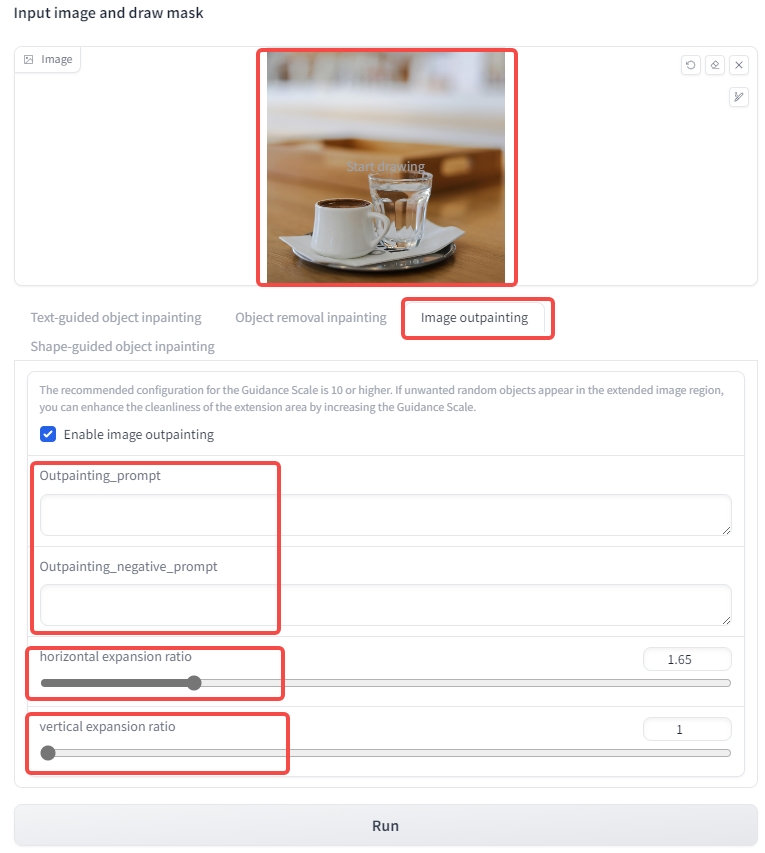 Input image and draw mask
Image
Start drawing
Text-guided object inpainting
Object removal inpainting
Image outpainting
Shape-guided object inpainting
The recommended configuration for the Guidance Scale is 10 or higher. If unwanted random objects appear in the extended image region,
you can enhance the cleanliness of the extension area by increasing the Guidance Scale.
Enable image outpainting
Outpainting_prompt
Outpainting_negative_prompt
horizontal expansion ratio
1.65
vertical expansion ratio
1
Run